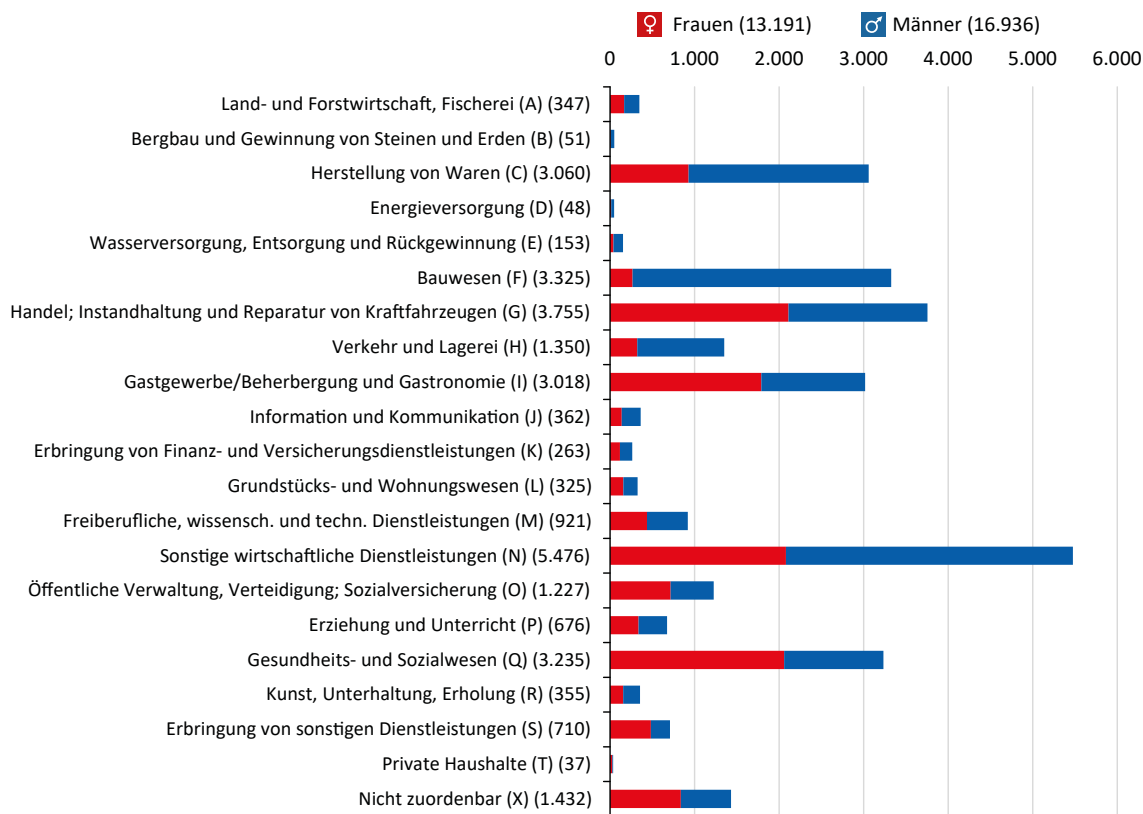 Frauen (13.191) Männer (16.936)
0 1.000 2.000 3.000 4.000 5.000 6.000
Land- und Forstwirtschaft, Fischerei (A) (347)
Bergbau und Gewinnung von Steinen und Erden (B) (51)
Herstellung von Waren (C) (3.060)
Energieversorgung (D) (48)
Wasserversorgung, Entsorgung und Rückgewinnung (E) (153)
Bauwesen (F) (3.325)
Handel; Instandhaltung und Reparatur von Kraftfahrzeugen (G) (3.755)
Verkehr und Lagerei (H) (1.350)
Gastgewerbe/Beherbergung und Gastronomie (I) (3.018)
Information und Kommunikation (J) (362)
Erbringung von Finanz- und Versicherungsdienstleistungen (K) (263)
Grundstücks- und Wohnungswesen (L) (325)
Freiberufliche, wissensch. und techn. Dienstleistungen (M) (921)
Sonstige wirtschaftliche Dienstleistungen (N) (5.476)
Öffentliche Verwaltung, Verteidigung; Sozialversicherung (O) (1.227)
Erziehung und Unterricht (P) (676)
Gesundheits- und Sozialwesen (Q) (3.235)
Kunst, Unterhaltung, Erholung (R) (355)
Erbringung von sonstigen Dienstleistungen (S) (710)
Private Haushalte (T) (37)
Nicht zuordenbar (X) (1.432)